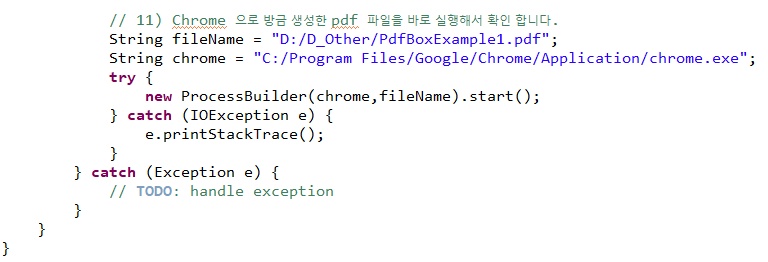 // 11) Chrome 으로 방금 생성한 pdf 파일을 바로 실행해서 확인 합니다.
String fileName = "D:/D_Other/PdfBoxExample1.pdf";
String chrome = "C:/Program Files/Google/Chrome/Application/chrome.exe";
try {
new ProcessBuilder(chrome,fileName).start();
} catch (IOException e) {
e.printStackTrace();
}
} catch (Exception e) {
// TODO: handle exception
}
}
}